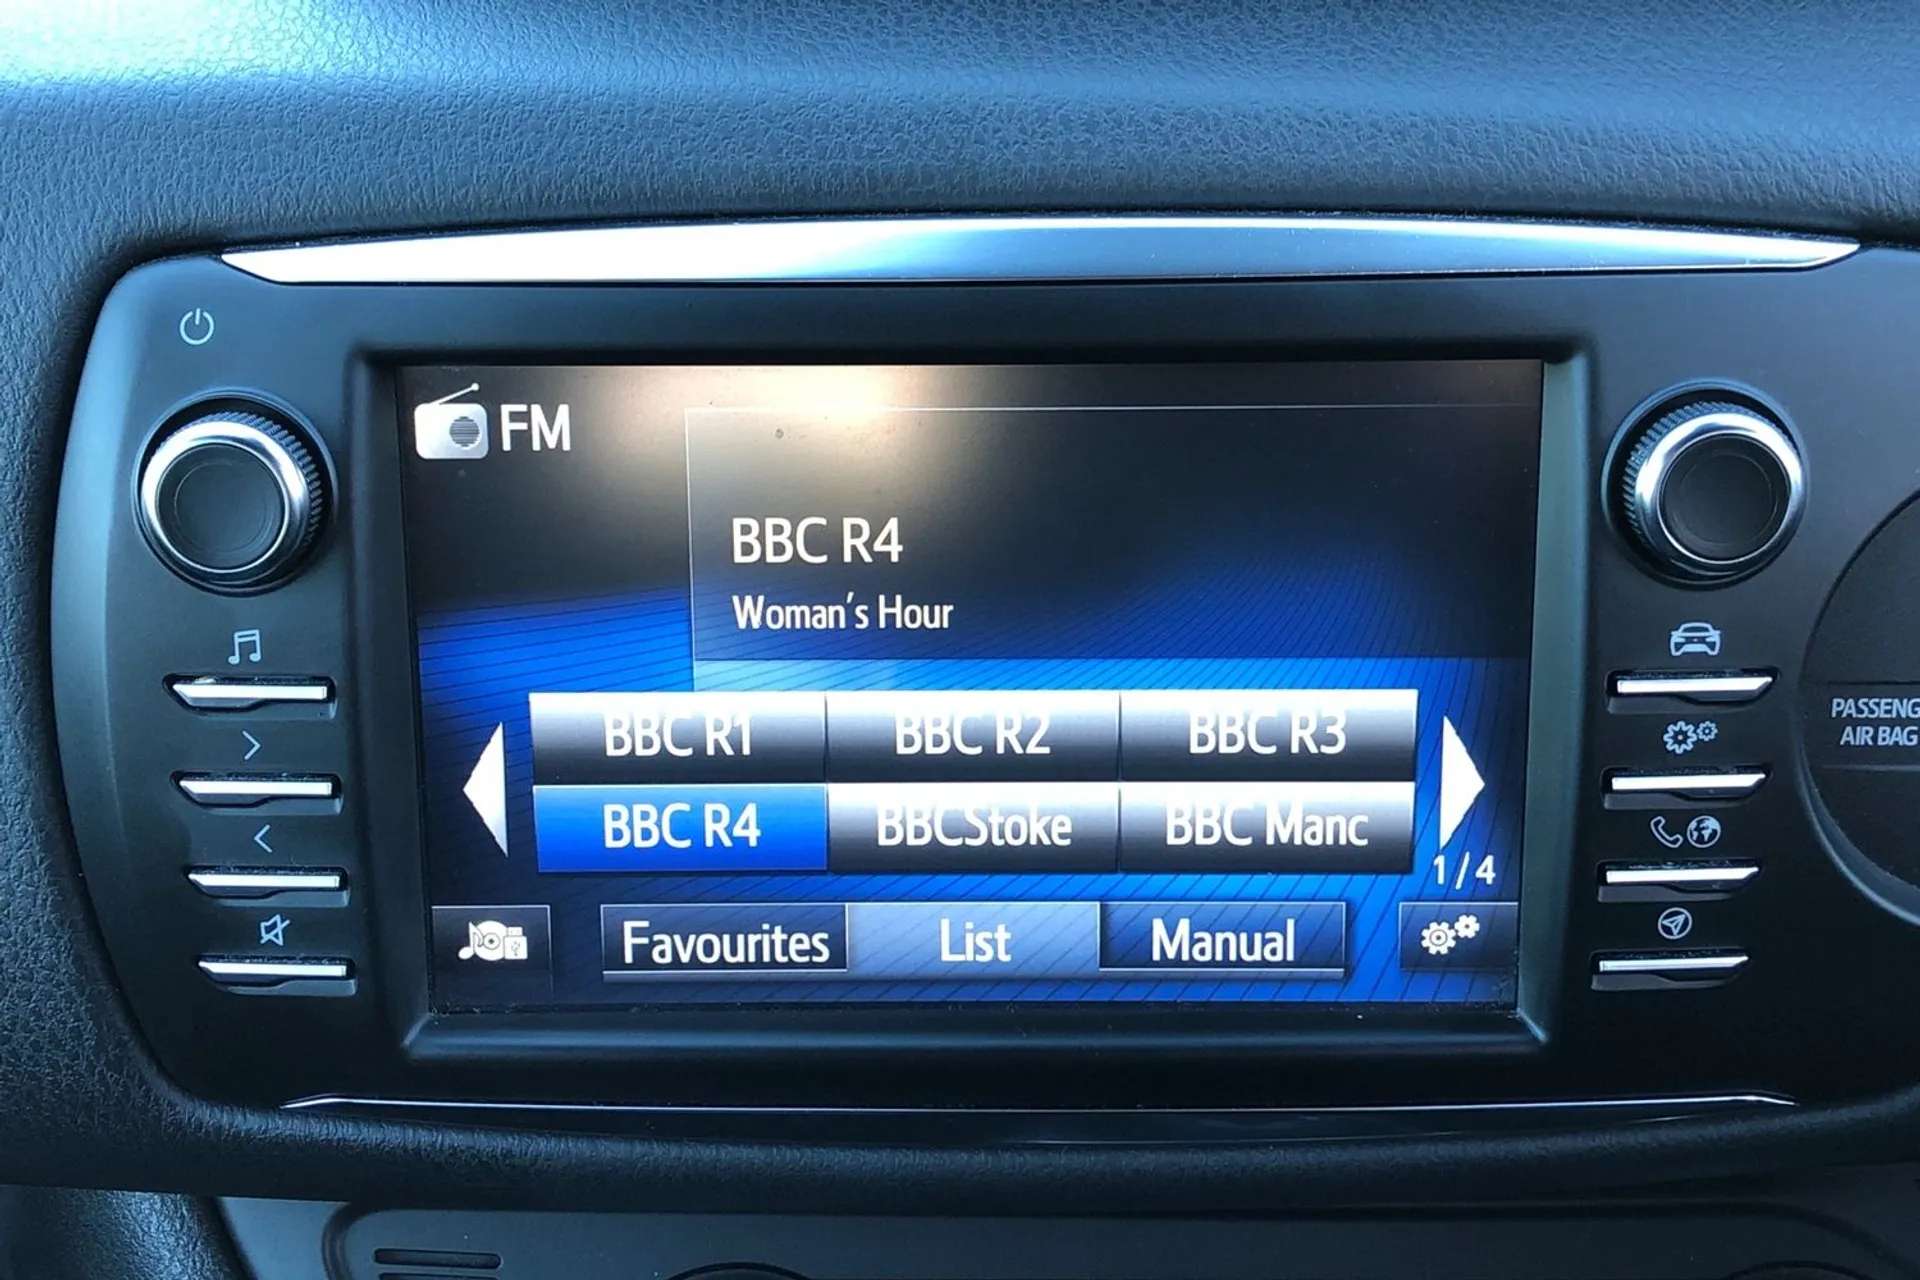 FM
BBC R4
Woman's Hour
BBC R1
BBC R2
BBC R3
BBC R4
BBCStoke
BBC Manc
1/4
Favourites
List
Manual
AIR BAG